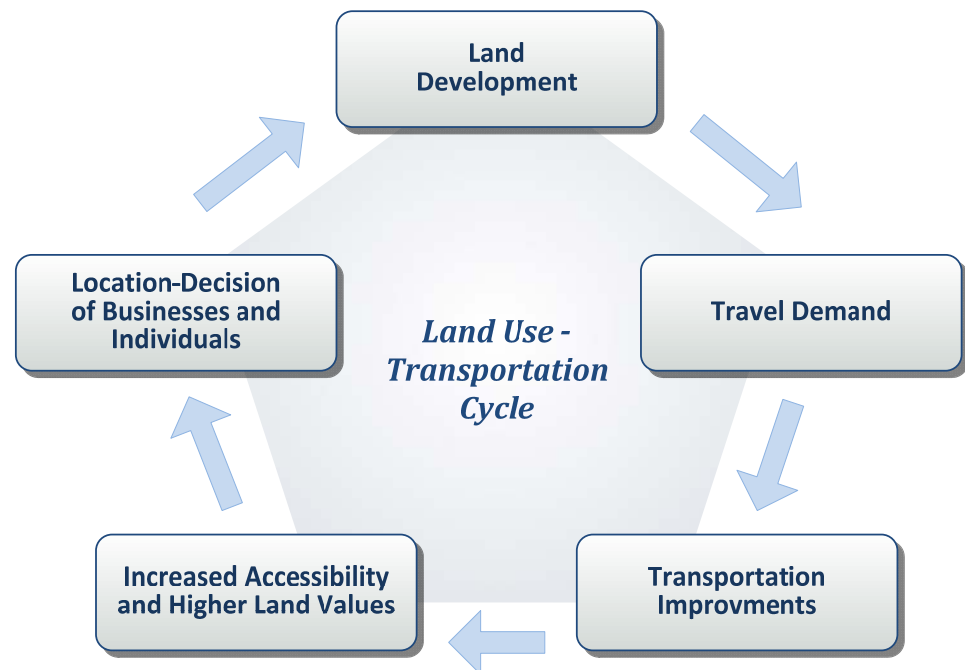 Land
Development
Travel Demand
Transportation
Improvments
Increased Accessibility
and Higher Land Values
Location-Decision
of Businesses and
Individuals
Land Use -
Transportation
Cycle